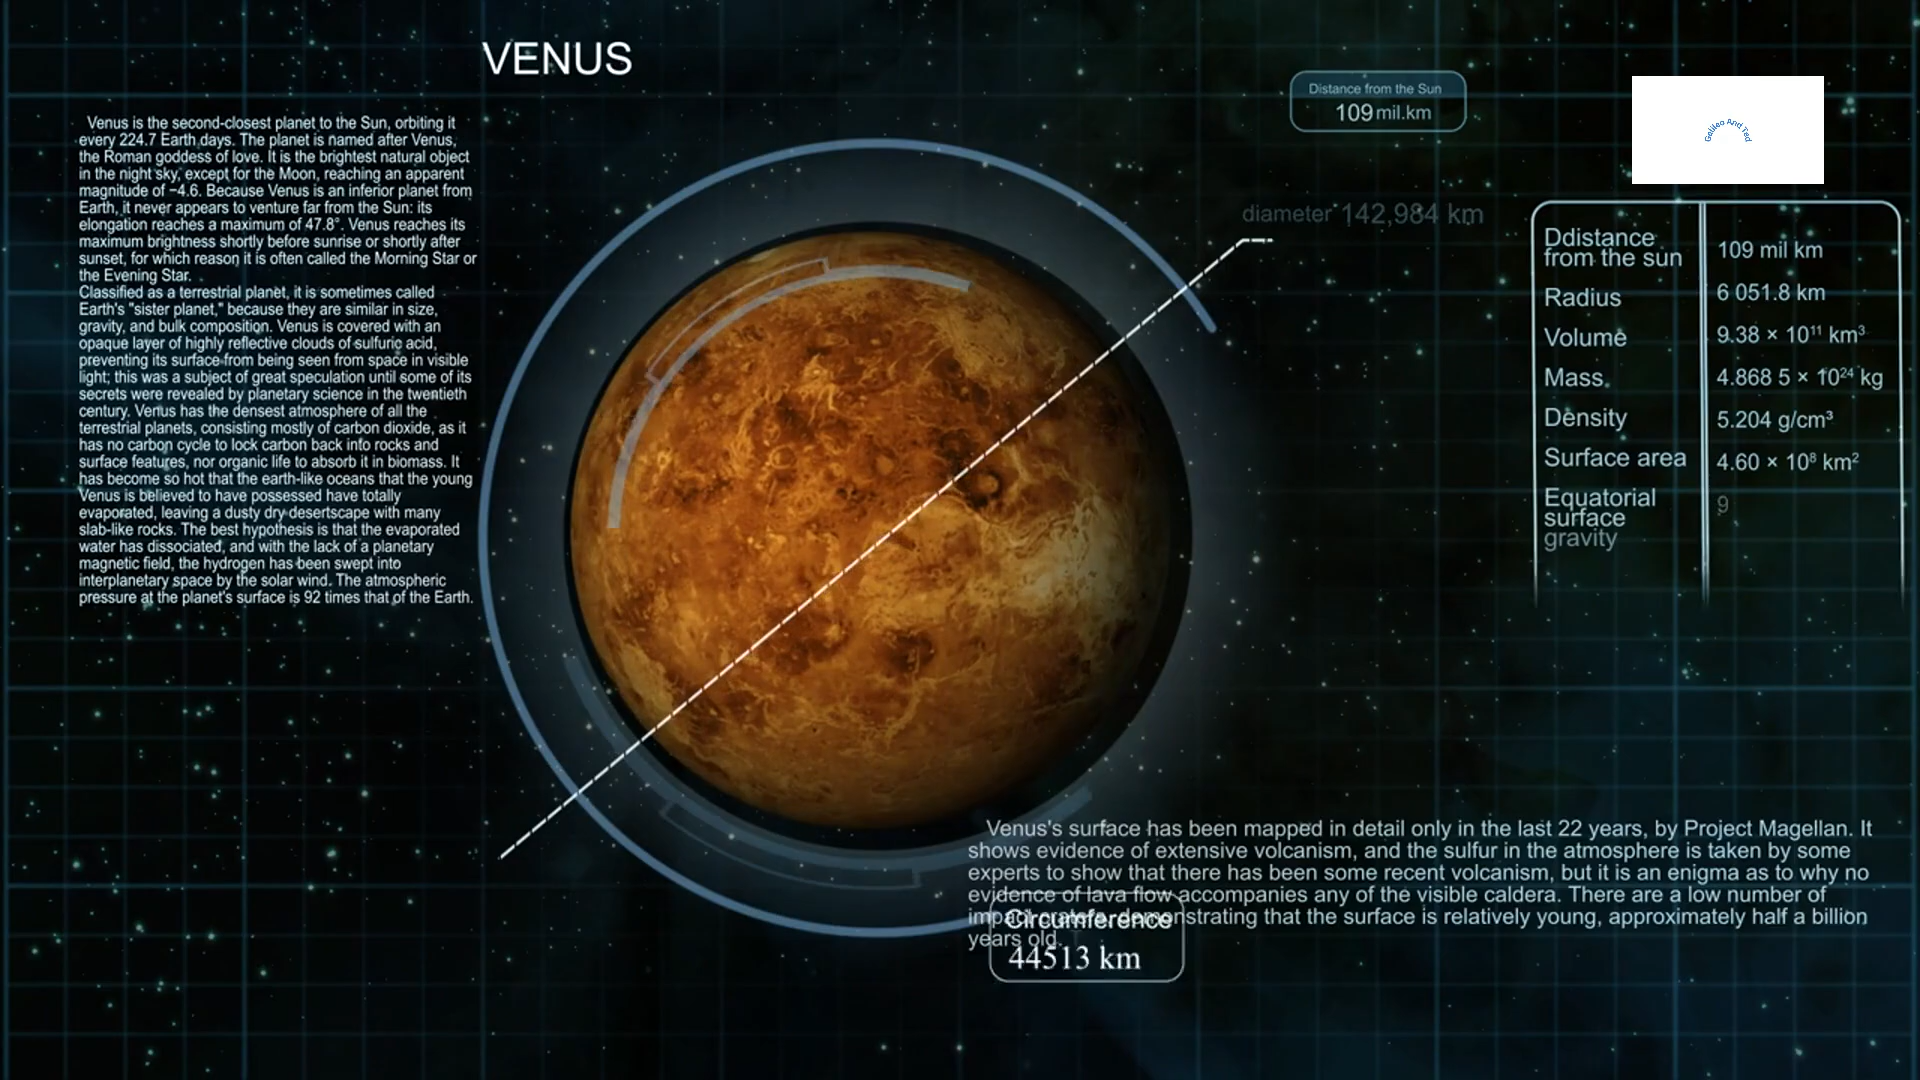 VENUS
Venus is the second-closest planet to the Sun, orbiting it
every 224.7 Earth days. The planet is named after Venus,
the Roman goddess of love. It is the brightest natural object
in the night sky, except for the Moon, reaching an apparent
magnitude of −4.6. Because Venus is an inferior planet from
Earth, it never appears to venture far from the Sun: its
elongation reaches a maximum of 47.8°. Venus reaches its
maximum brightness shortly before sunrise or shortly after
sunset, for which reason it is often called the Morning Star or
the Evening Star.
Classified as a terrestrial planet, it is sometimes called
Earth's "sister planet," because they are similar in size,
gravity, and bulk composition. Venus is covered with an
opaque layer of highly reflective clouds of sulfuric acid,
preventing its surface from being seen from space in visible
light; this was a subject of great speculation until some of its
secrets were revealed by planetary science in the twentieth
century. Venus has the densest atmosphere of all the
terrestrial planets, consisting mostly of carbon dioxide, as it
has no carbon cycle to lock carbon back into rocks and
surface features, nor organic life to absorb it in biomass. It
has become so hot that the earth-like oceans that the young
Venus is believed to have possessed have totally
evaporated, leaving a dusty dry desertscape with many
slab-like rocks. The best hypothesis is that the evaporated
water has dissociated, and with the lack of a planetary
magnetic field, the hydrogen has been swept into
interplanetary space by the solar wind. The atmospheric
pressure at the planet's surface is 92 times that of the Earth.
Distance from the Sun
109 mil.km
Galileo And Ted
diameter 142,984 km
Ddistance
from the sun
109 mil km
Radius
6 051.8 km
Volume
9.38 × 10¹¹ km³
Mass
4.868 5 × 10²⁴ kg
Density
5.204 g/cm³
Surface area
4.60 × 10⁸ km²
Equatorial
surface
gravity
9
Venus's surface has been mapped in detail only in the last 22 years, by Project Magellan. It
shows evidence of extensive volcanism, and the sulfur in the atmosphere is taken by some
experts to show that there has been some recent volcanism, but it is an enigma as to why no
evidence of lava flow accompanies any of the visible caldera. There are a low number of
impact craters, demonstrating that the surface is relatively young, approximately half a billion
years old.
Circumference
44513 km